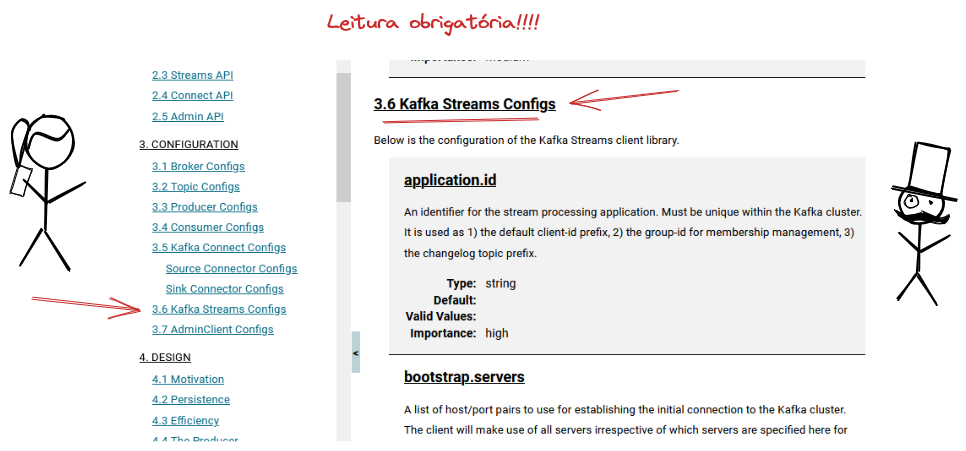 Leitura obrigatória!!!!
2.3 Streams API
2.4 Connect API
2.5 Admin API
3. CONFIGURATION
3.1 Broker Configs
3.2 Topic Configs
3.3 Producer Configs
3.4 Consumer Configs
3.5 Kafka Connect Configs
Source Connector Configs
Sink Connector Configs
3.6 Kafka Streams Configs
3.7 AdminClient Configs
4. DESIGN
4.1 Motivation
4.2 Persistence
4.3 Efficiency
4.4 The Producer
<
3.6 Kafka Streams Configs
Below is the configuration of the Kafka Streams client library.
application.id
An identifier for the stream processing application. Must be unique within the Kafka cluster.
It is used as 1) the default client-id prefix, 2) the group-id for membership management, 3)
the changelog topic prefix.
Type: string
Default:
Valid Values:
Importance: high
bootstrap.servers
A list of host/port pairs to use for establishing the initial connection to the Kafka cluster.
The client will make use of all servers irrespective of which servers are specified here for